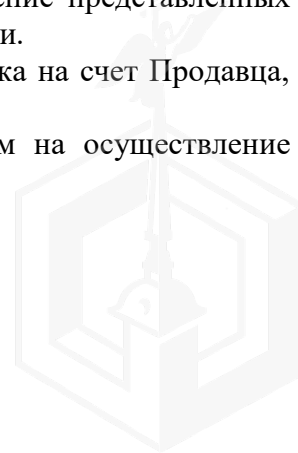 ение представленных
и.
ка на счет Продавца,
м на осуществление